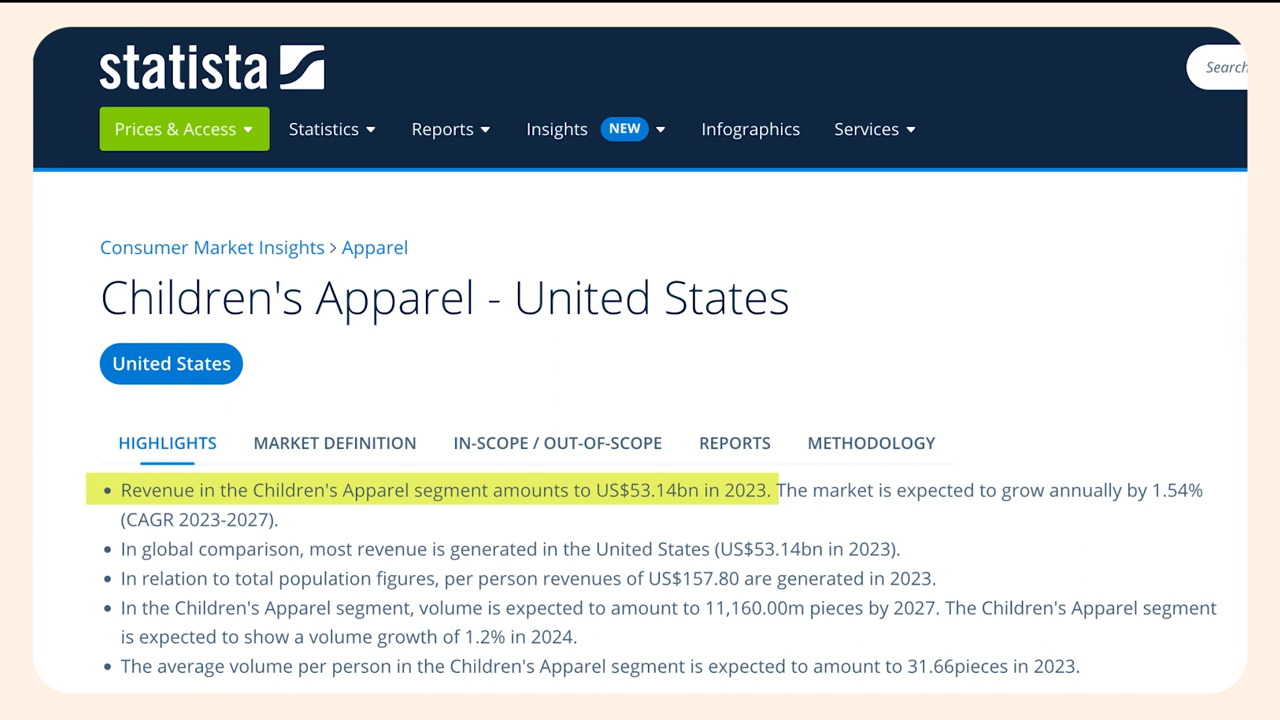 statista
Search
Prices & Access Statistics Reports Insights NEW Infographics Services
Consumer Market Insights > Apparel
Children's Apparel - United States
United States
HIGHLIGHTS MARKET DEFINITION IN-SCOPE / OUT-OF-SCOPE REPORTS METHODOLOGY
• Revenue in the Children's Apparel segment amounts to US$53.14bn in 2023. The market is expected to grow annually by 1.54%
(CAGR 2023-2027).
• In global comparison, most revenue is generated in the United States (US$53.14bn in 2023).
• In relation to total population figures, per person revenues of US$157.80 are generated in 2023.
• In the Children's Apparel segment, volume is expected to amount to 11,160.00m pieces by 2027. The Children's Apparel segment
is expected to show a volume growth of 1.2% in 2024.
• The average volume per person in the Children's Apparel segment is expected to amount to 31.66pieces in 2023.